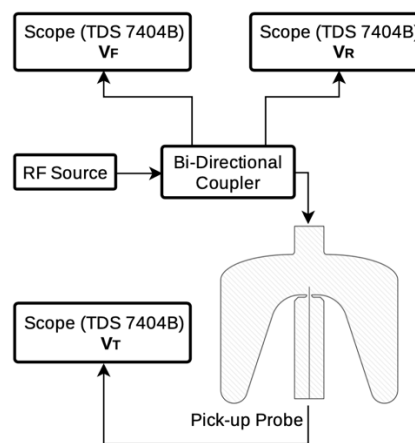 Scope (TDS 7404B)
VF
Scope (TDS 7404B)
VR
RF Source
Bi-Directional
Coupler
Scope (TDS 7404B)
VT
Pick-up Probe